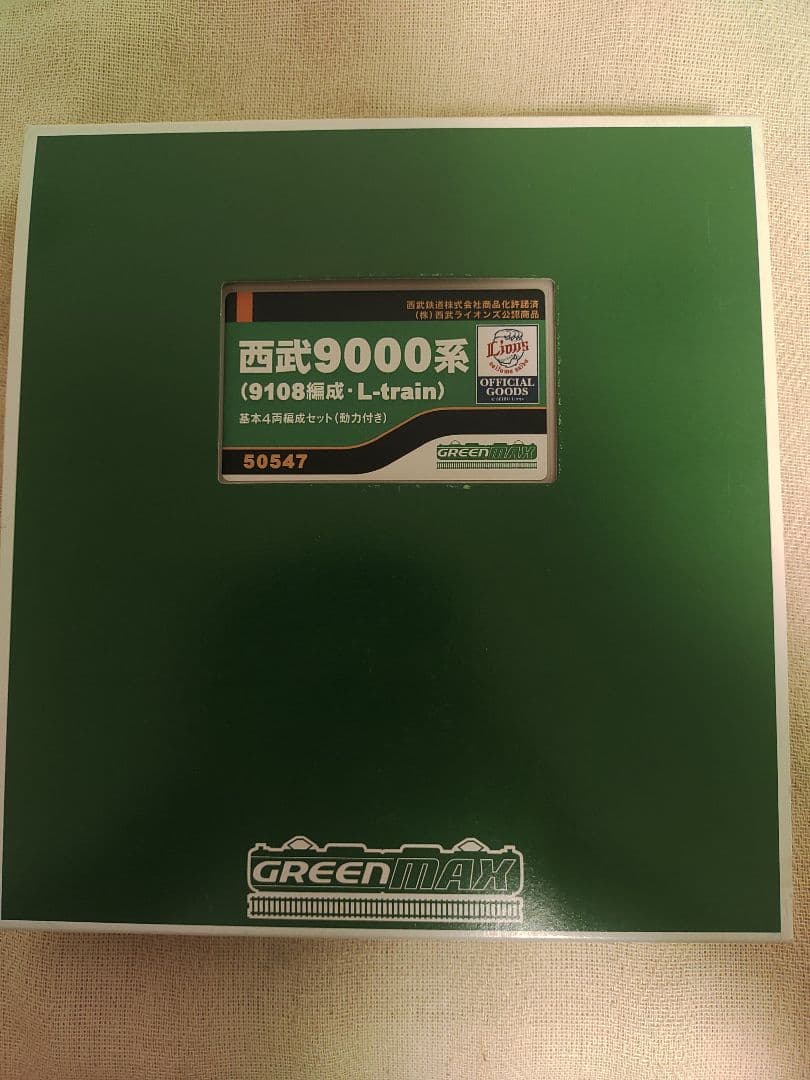 西武鉄道株式会社商品化許諾済
(株)西武ライオンズ公認商品
西武9000系
(9108編成・L-train)
基本4両編成セット(動力付き)
Lions
saitama seibu
OFFICIAL
GOODS
50547
GREENMAX
GREENMAX